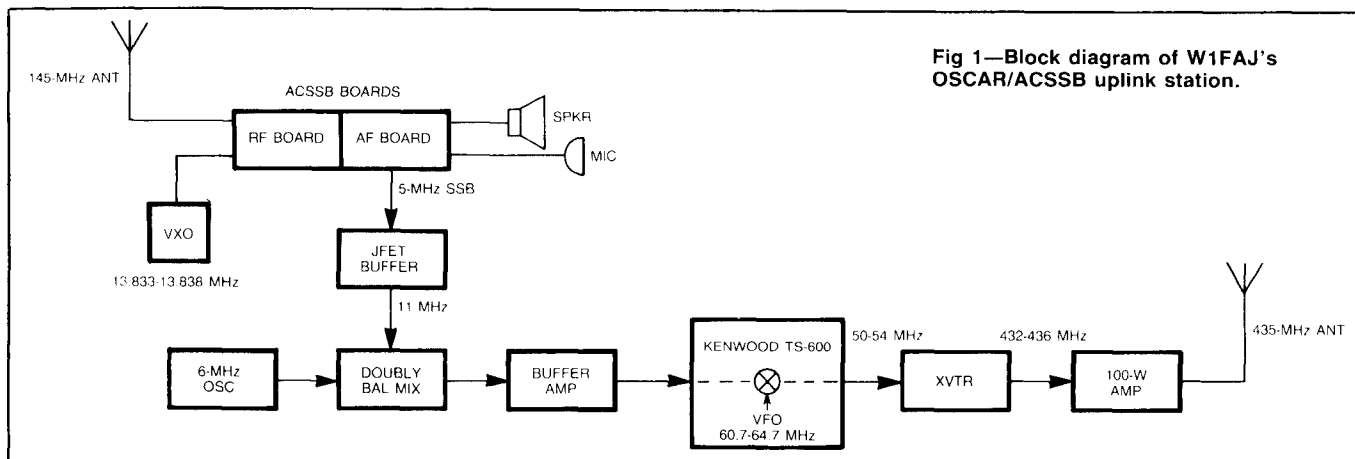 Fig 1—Block diagram of W1FAJ's
OSCAR/ACSSB uplink station.
145-MHz ANT
ACSSB BOARDS
RF BOARD
AF BOARD
SPKR
MIC
5-MHz SSB
VXO
13.833-13.838 MHz
JFET
BUFFER
11 MHz
6-MHz
OSC
DOUBLY
BAL MIX
BUFFER
AMP
KENWOOD TS-600
VFO
60.7-64.7 MHz
50-54 MHz
XVTR
432-436 MHz
100-W
AMP
435-MHz ANT